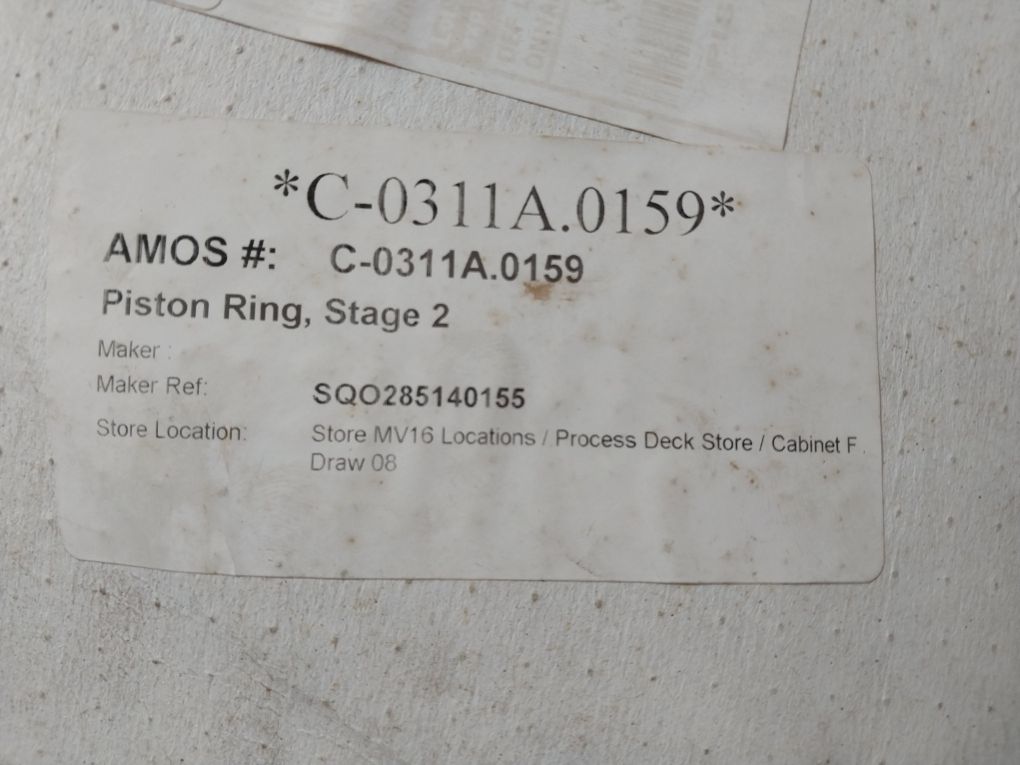 *C-0311A.0159*
AMOS #: C-0311A.0159
Piston Ring, Stage 2
Maker :
Maker Ref: SQO285140155
Store Location: Store MV16 Locations / Process Deck Store / Cabinet F
Draw 08